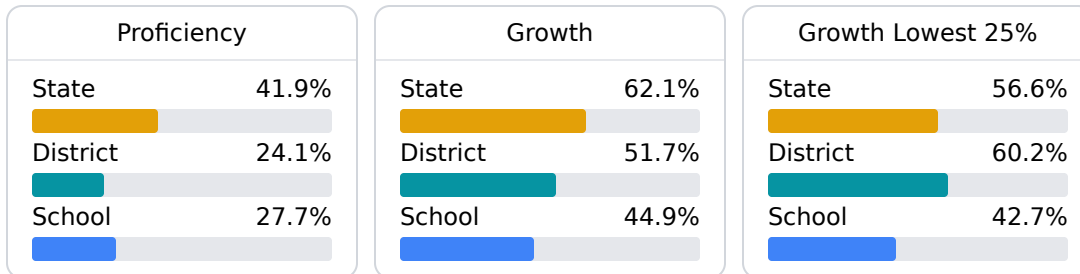 Proficiency
State 41.9%
District 24.1%
School 27.7%
Growth
State 62.1%
District 51.7%
School 44.9%
Growth Lowest 25%
State 56.6%
District 60.2%
School 42.7%